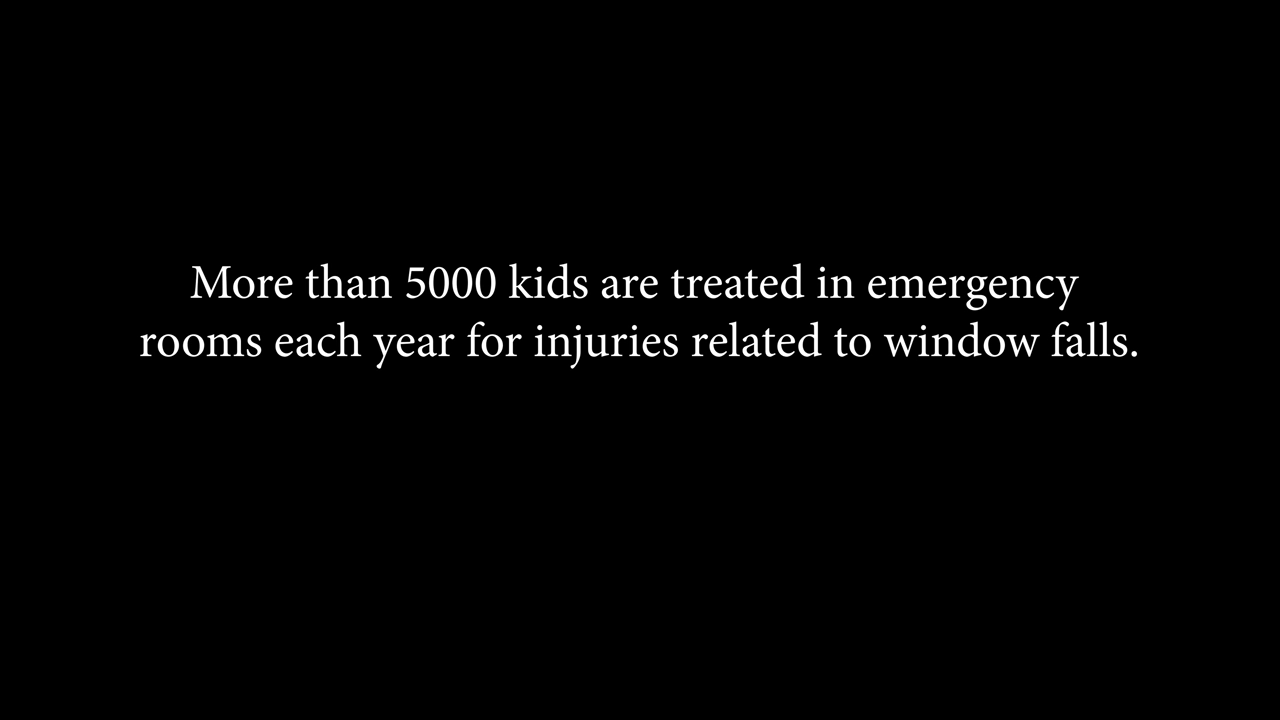 More than 5000 kids are treated in emergency
rooms each year for injuries related to window falls.